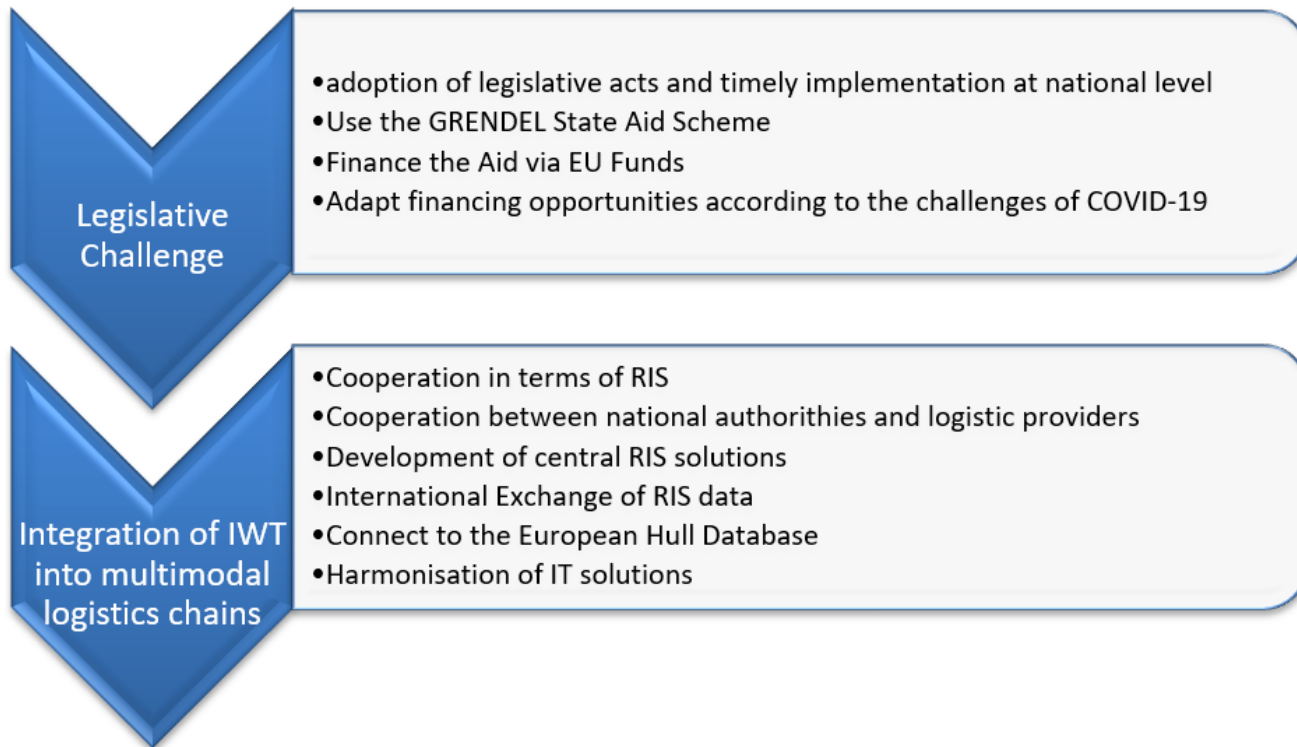 Legislative
Challenge
•adoption of legislative acts and timely implementation at national level
•Use the GRENDEL State Aid Scheme
•Finance the Aid via EU Funds
•Adapt financing opportunities according to the challenges of COVID-19
Integration of IWT
into multimodal
logistics chains
•Cooperation in terms of RIS
•Cooperation between national authorithies and logistic providers
•Development of central RIS solutions
•International Exchange of RIS data
•Connect to the European Hull Database
•Harmonisation of IT solutions